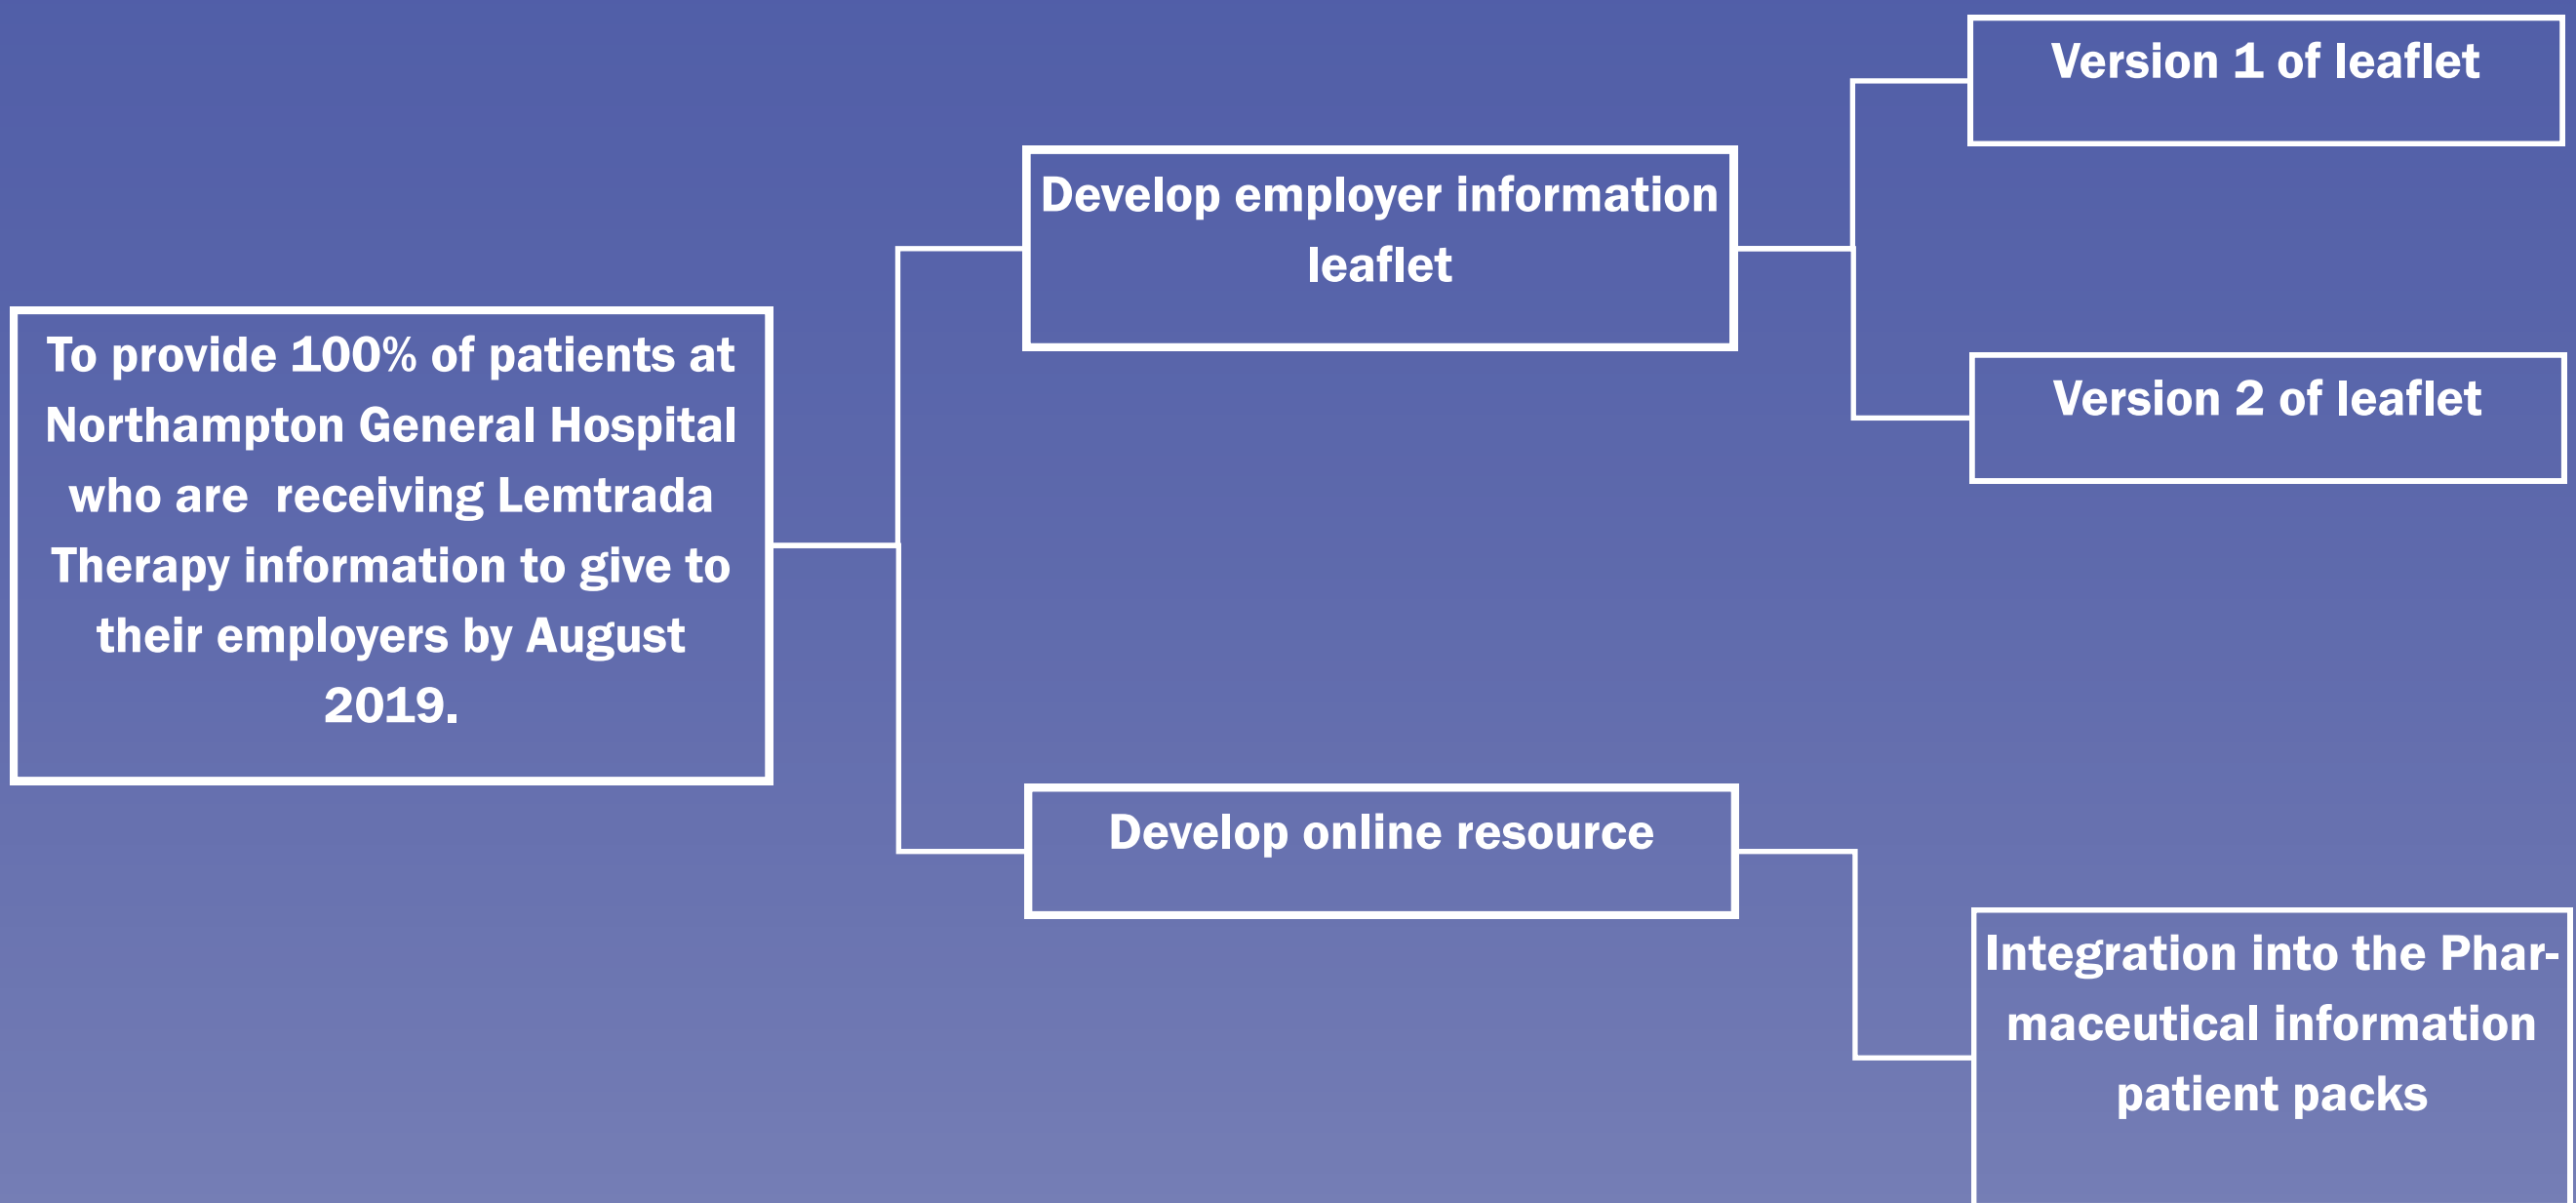 To provide 100% of patients at
Northampton General Hospital
who are receiving Lemtrada
Therapy information to give to
their employers by August
2019.
Develop employer information
leaflet
Version 1 of leaflet
Version 2 of leaflet
Develop online resource
Integration into the Phar-
maceutical information
patient packs